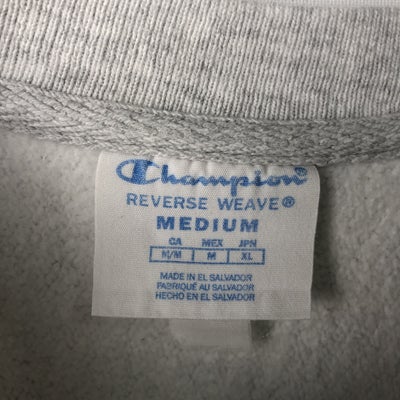 Champion
REVERSE WEAVE®
MEDIUM
CA MEX JPN
M/M M XL
MADE IN EL SALVADOR
FABRIQUÉ AU SALVADOR
HECHO EN EL SALVADOR